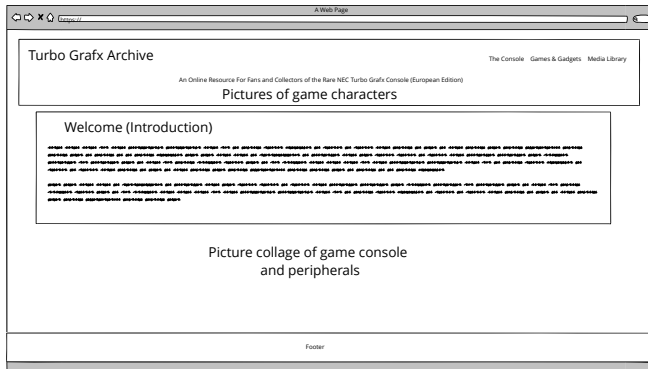 A Web Page
https://
Turbo Grafx Archive
The Console Games & Gadgets Media Library
An Online Resource For Fans and Collectors of the Rare NEC Turbo Grafx Console (European Edition)
Pictures of game characters
Welcome (Introduction)
Picture collage of game console
and peripherals
Footer